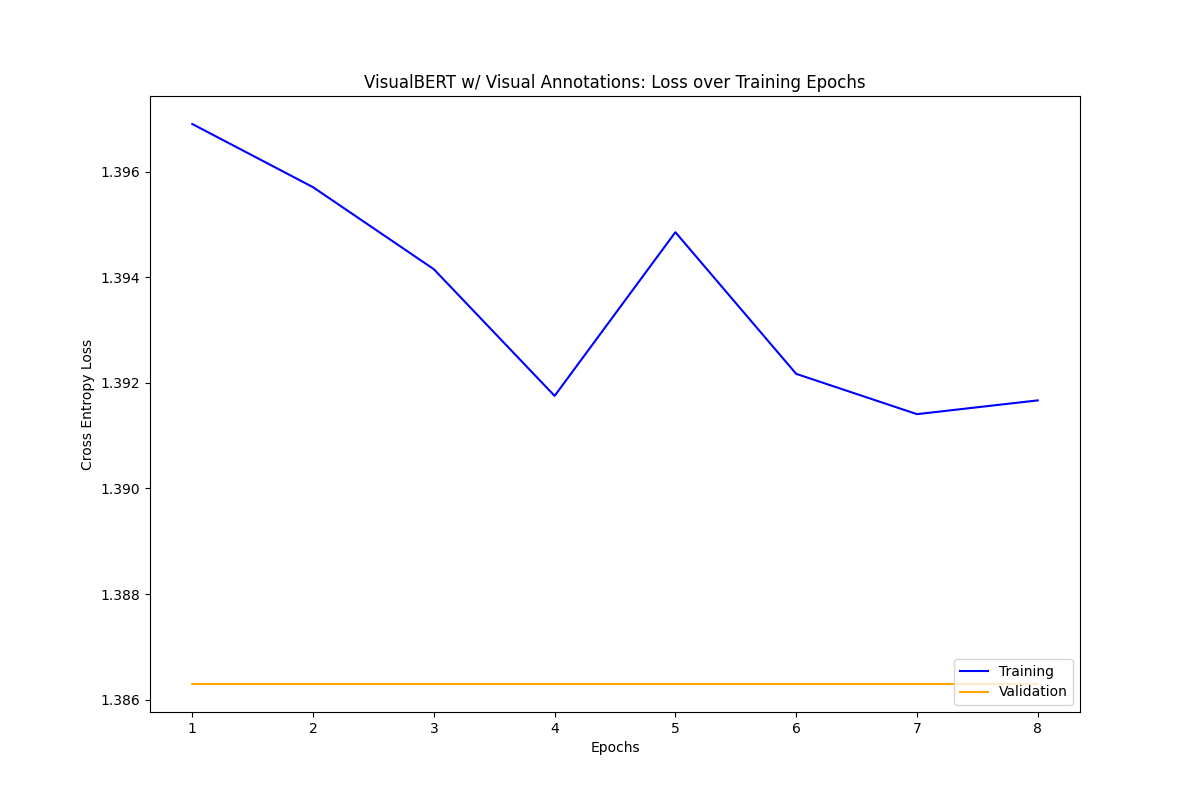 VisualBERT w/ Visual Annotations: Loss over Training Epochs
Cross Entropy Loss
1.396
1.394
1.392
1.390
1.388
1.386
Training
Validation
1 2 3 4 5 6 7 8
Epochs